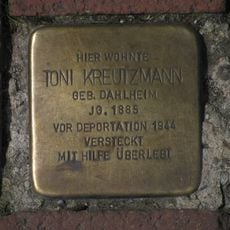 HIER WOHNTE
TONI KREUTZMANN
GEB. DAHLHEIM
JG. 1885
VOR DEPORTATION 1944
VERSTECKT
MIT HILFE ÜBERLEBT